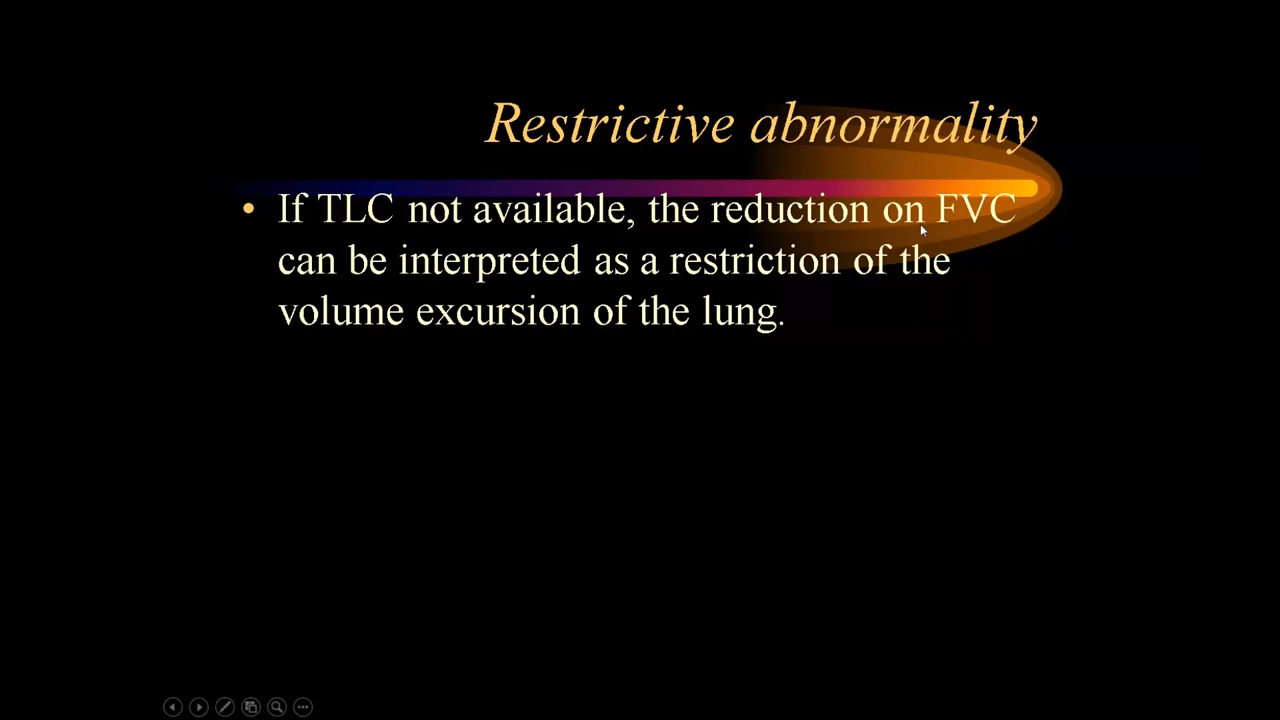 Restrictive abnormality
• If TLC not available, the reduction on FVC
can be interpreted as a restriction of the
volume excursion of the lung.